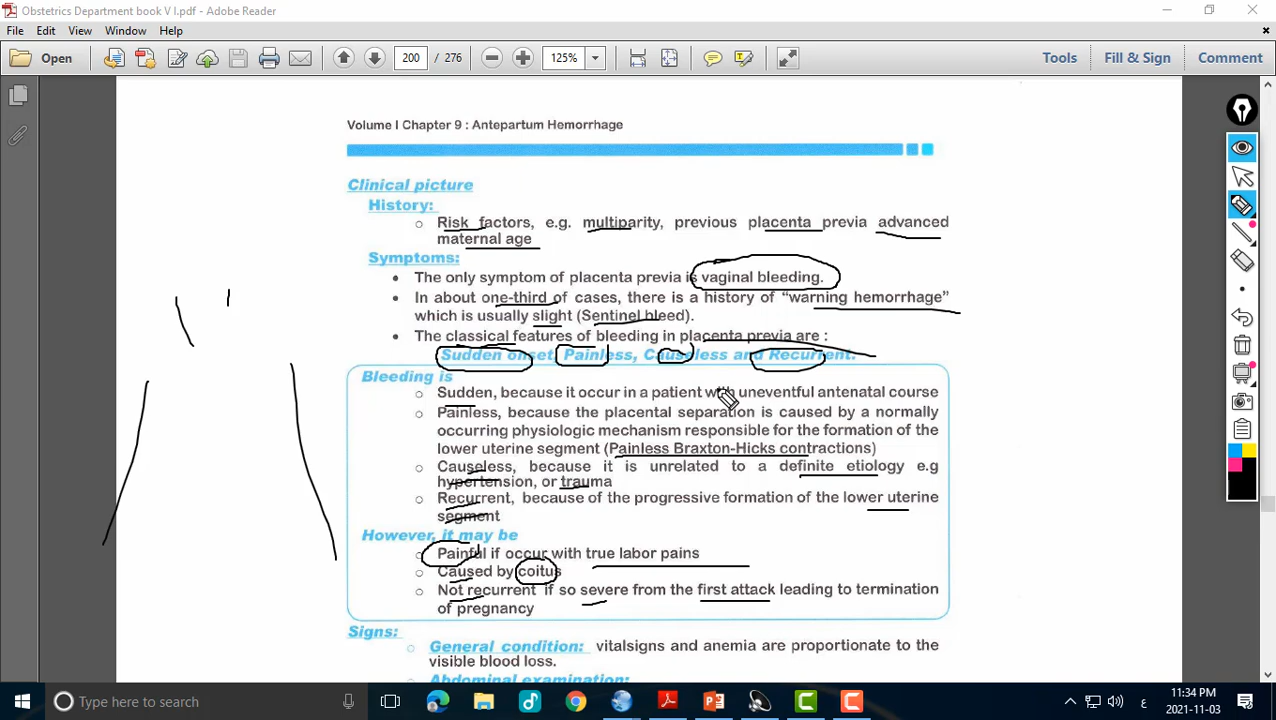 Obstetrics Department book V I.pdf - Adobe Reader
File Edit View Window Help
Open 200 / 276 125% Tools Fill & Sign Comment
Volume I Chapter 9 : Antepartum Hemorrhage
Clinical picture
History:
Risk factors, e.g. multiparity, previous placenta previa advanced
maternal age
Symptoms:
• The only symptom of placenta previa is vaginal bleeding.
• In about one-third of cases, there is a history of “warning hemorrhage”
which is usually slight (Sentinel bleed).
• The classical features of bleeding in placenta previa are :
Sudden onset, Painless, Causeless and Recurrent.
Bleeding is
Sudden, because it occur in a patient with uneventful antenatal course
Painless, because the placental separation is caused by a normally
occurring physiologic mechanism responsible for the formation of the
lower uterine segment (Painless Braxton-Hicks contractions)
Causeless, because it is unrelated to a definite etiology e.g
hypertension, or trauma
Recurrent, because of the progressive formation of the lower uterine
segment
However, it may be
Painful if occur with true labor pains
Caused by coitus
Not recurrent if so severe from the first attack leading to termination
of pregnancy
Signs:
General condition: vitalsigns and anemia are proportionate to the
visible blood loss.
Abdominal examination:
Type here to search
ع
11:34 PM
2021-11-03